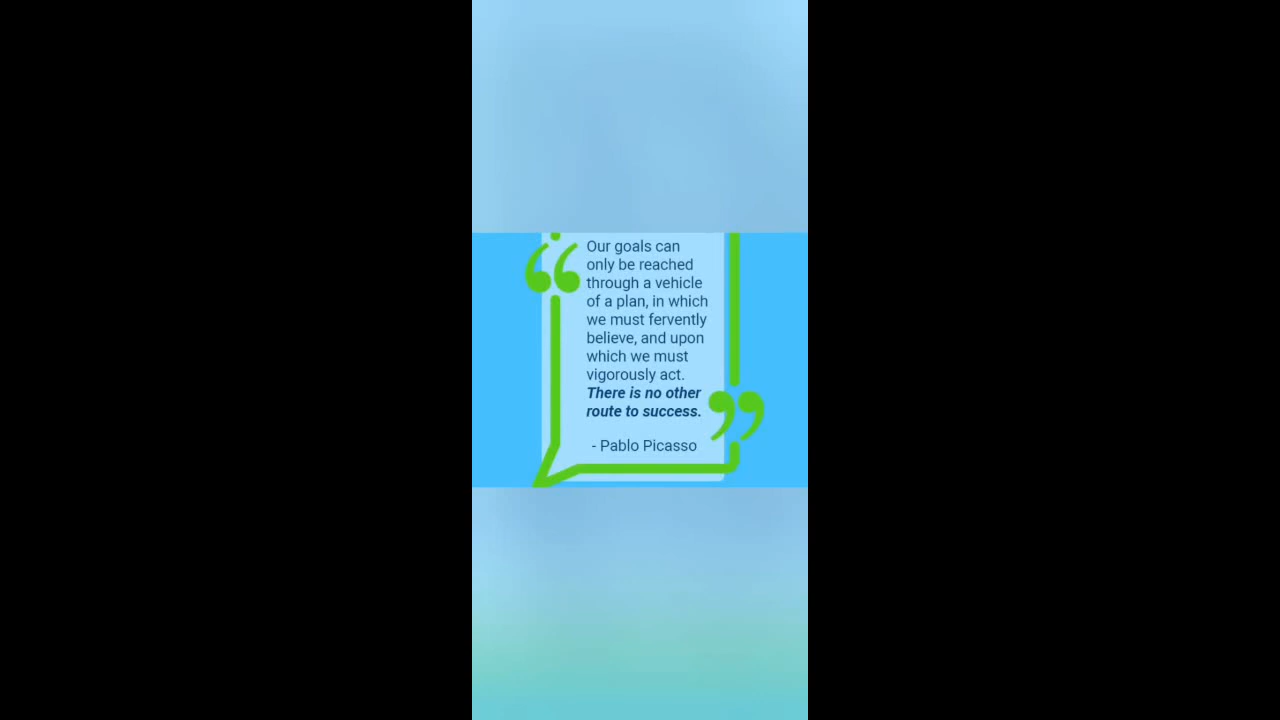 Our goals can
only be reached
through a vehicle
of a plan, in which
we must fervently
believe, and upon
which we must
vigorously act.
There is no other
route to success.
- Pablo Picasso